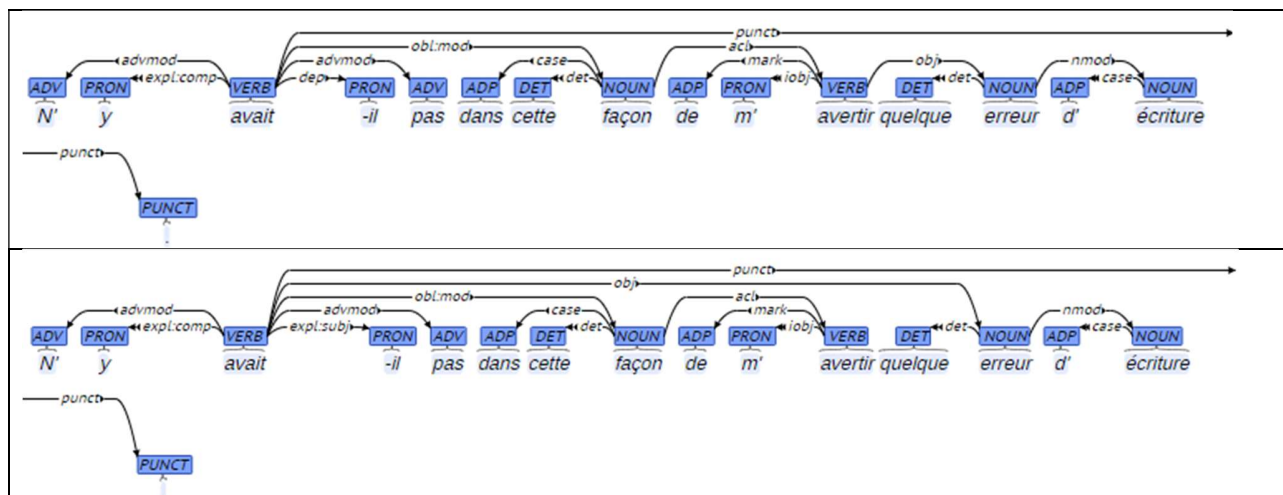 punct
obl:mod acl
advmod advmod case mark obj nmod
expl:comp dep det iobj det case
ADV PRON VERB PRON ADV ADP DET NOUN ADP PRON VERB DET NOUN ADP NOUN
N' y avait -il pas dans cette façon de m' avertir quelque erreur d' écriture
punct
PUNCT
.
punct
obj
obl:mod acl
advmod advmod case mark nmod
expl:comp expl:subj det iobj det case
ADV PRON VERB PRON ADV ADP DET NOUN ADP PRON VERB DET NOUN ADP NOUN
N' y avait -il pas dans cette façon de m' avertir quelque erreur d' écriture
punct
PUNCT